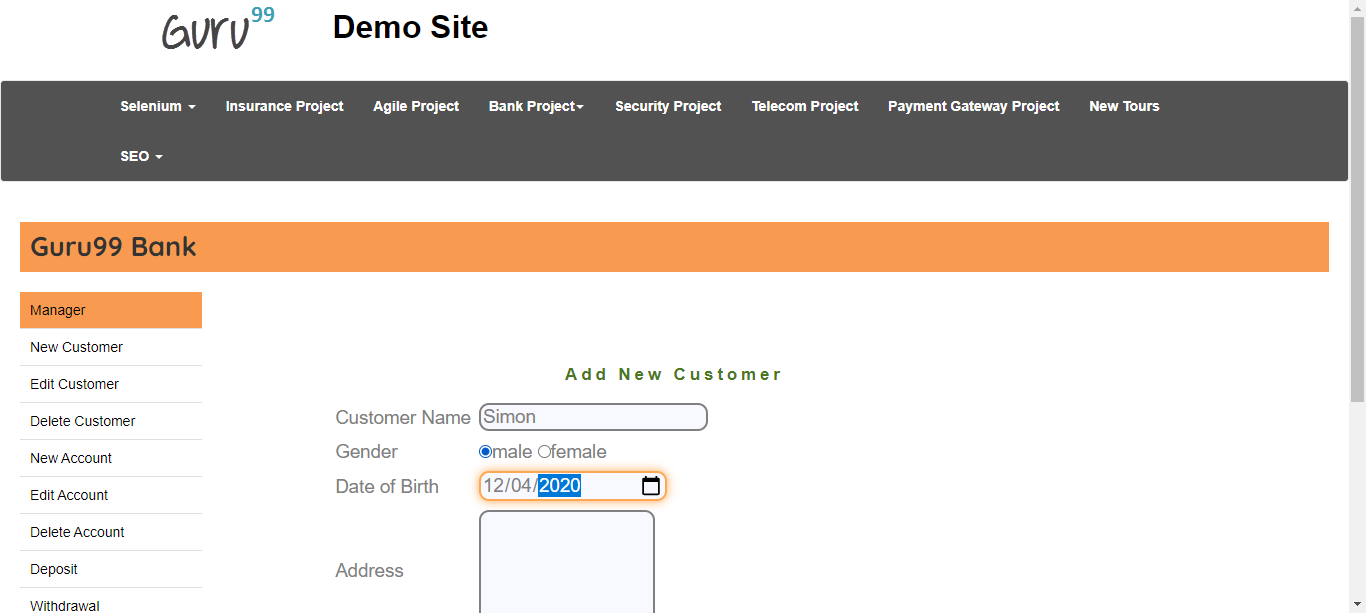 Guru99 Demo Site
Selenium Insurance Project Agile Project Bank Project Security Project Telecom Project Payment Gateway Project New Tours
SEO
Guru99 Bank
Manager
New Customer
Edit Customer
Delete Customer
New Account
Edit Account
Delete Account
Deposit
Withdrawal
Add New Customer
Customer Name Simon
Gender male female
Date of Birth 12/04/2020
Address